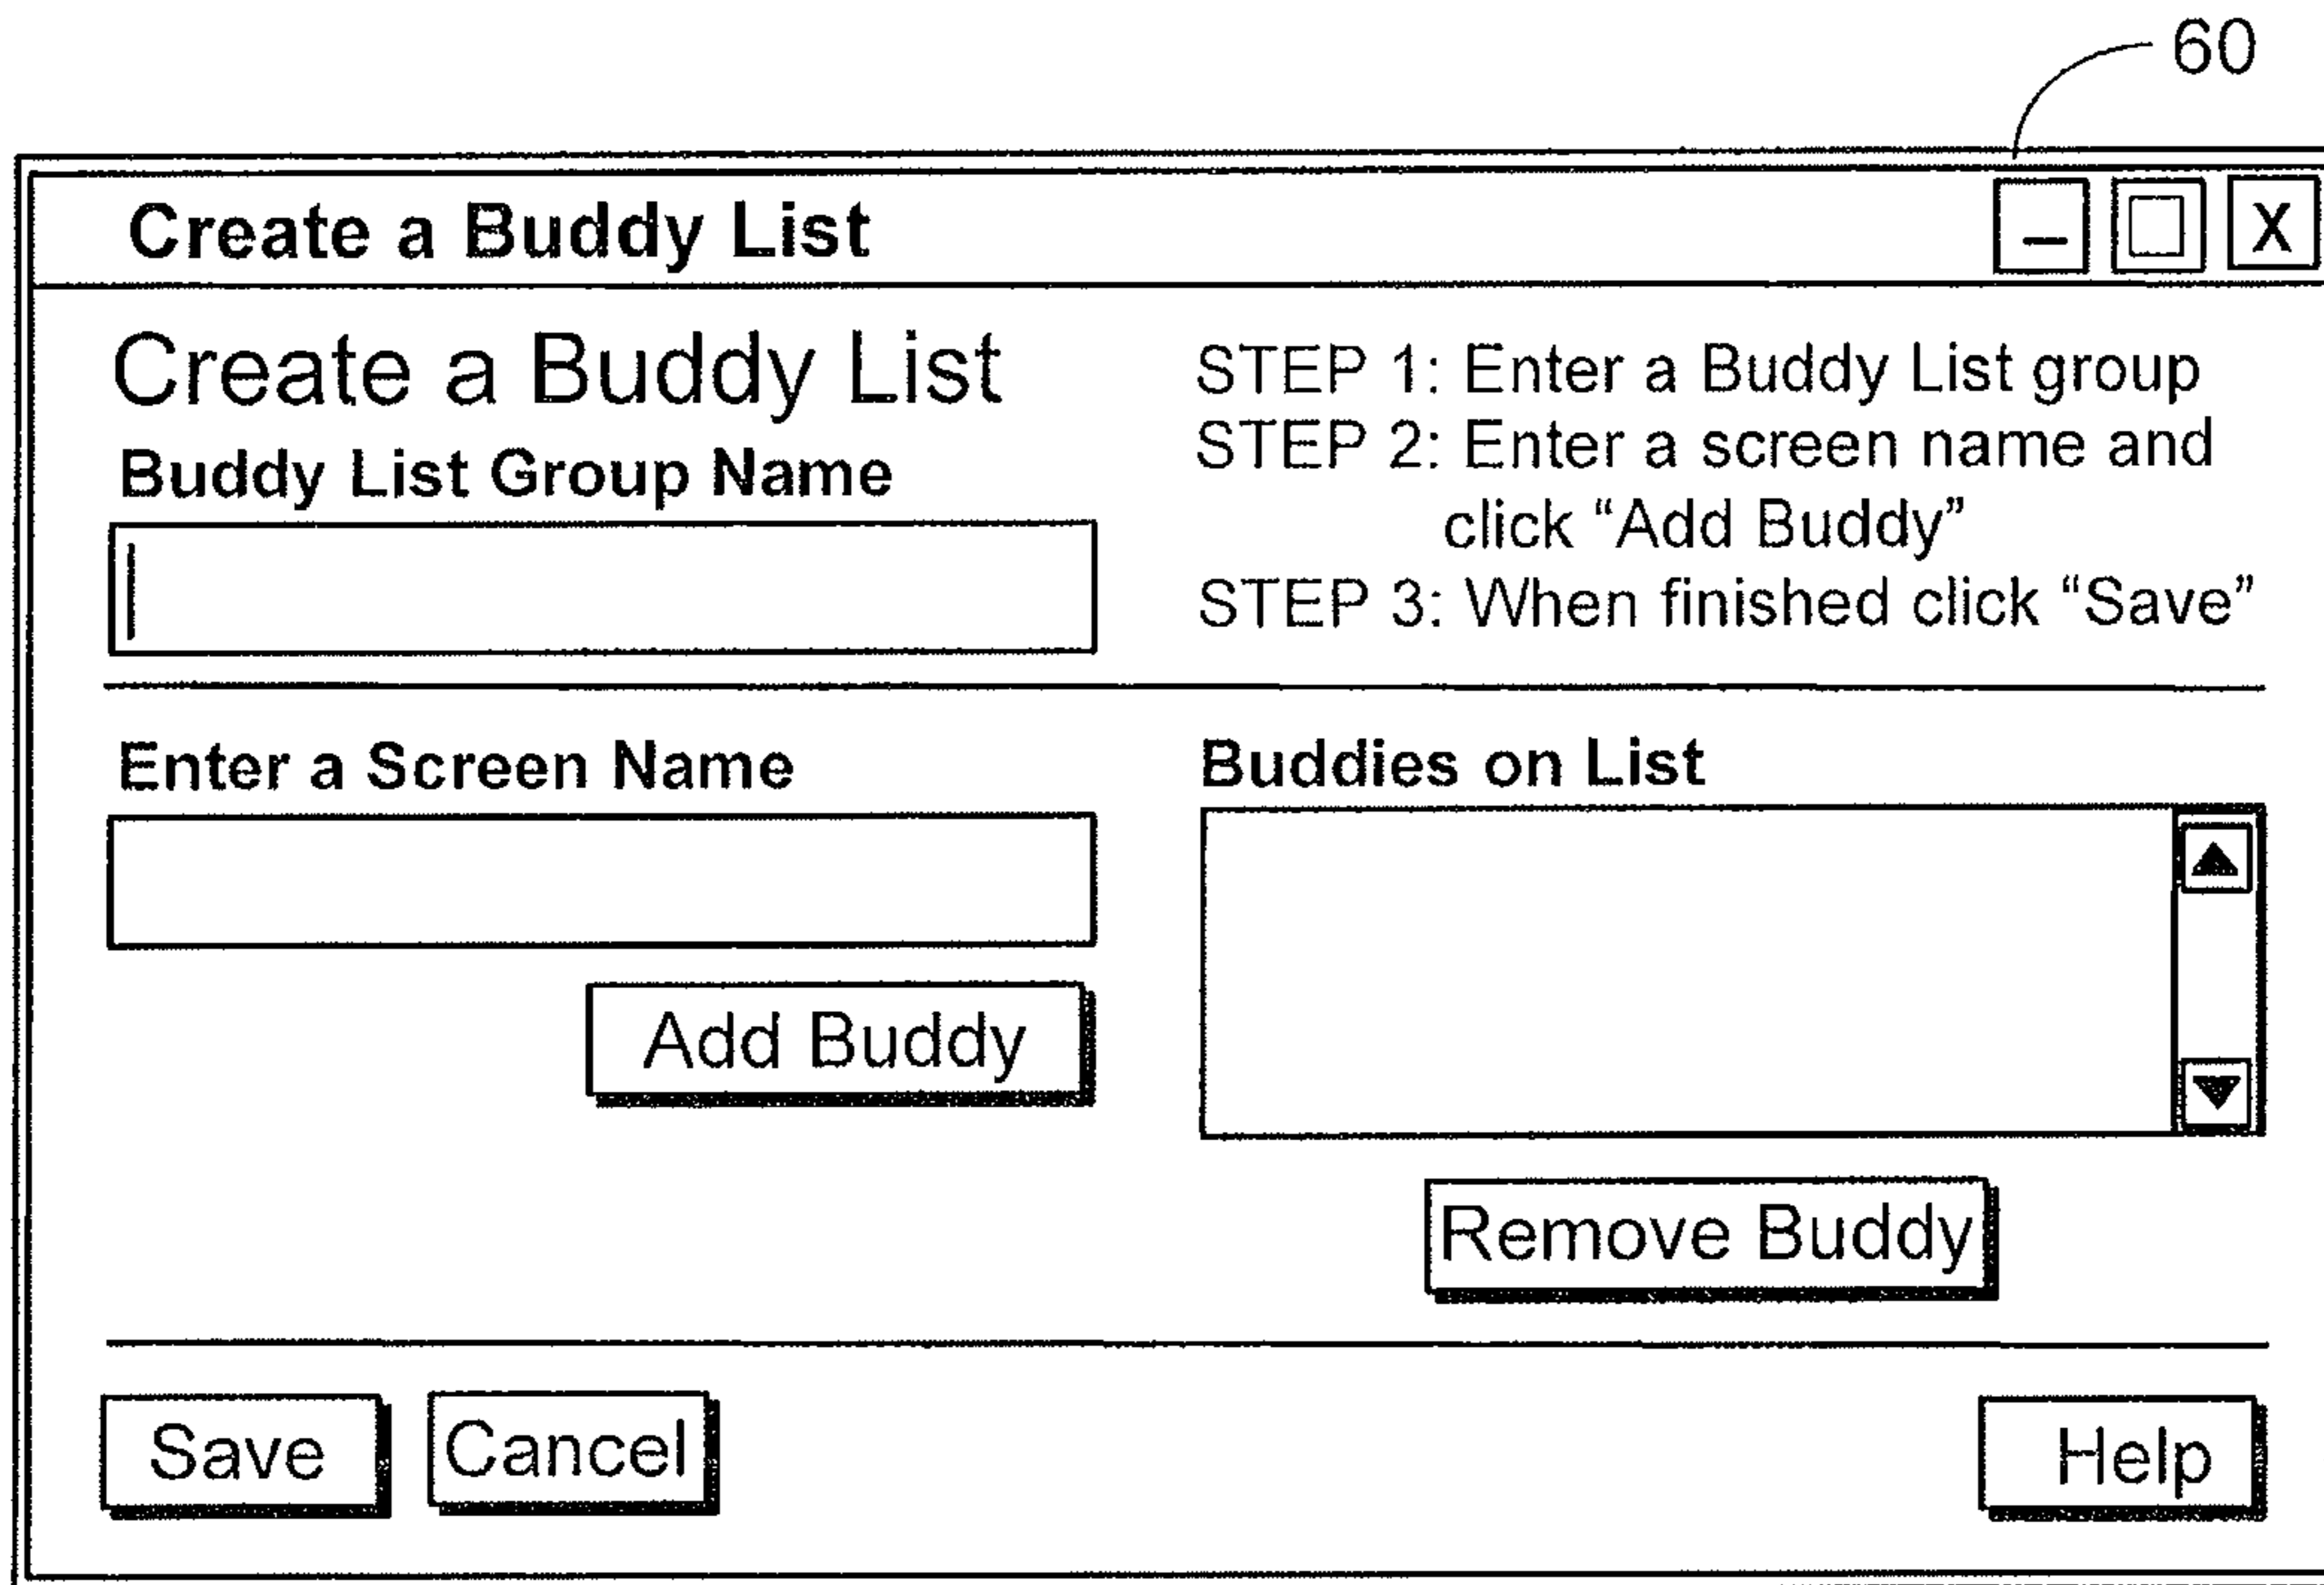 60
Create a Buddy List
X
Create a Buddy List
Buddy List Group Name
STEP 1: Enter a Buddy List group
STEP 2: Enter a screen name and
click “Add Buddy”
STEP 3: When finished click “Save”
Enter a Screen Name
Add Buddy
Buddies on List
Remove Buddy
Save
Cancel
Help